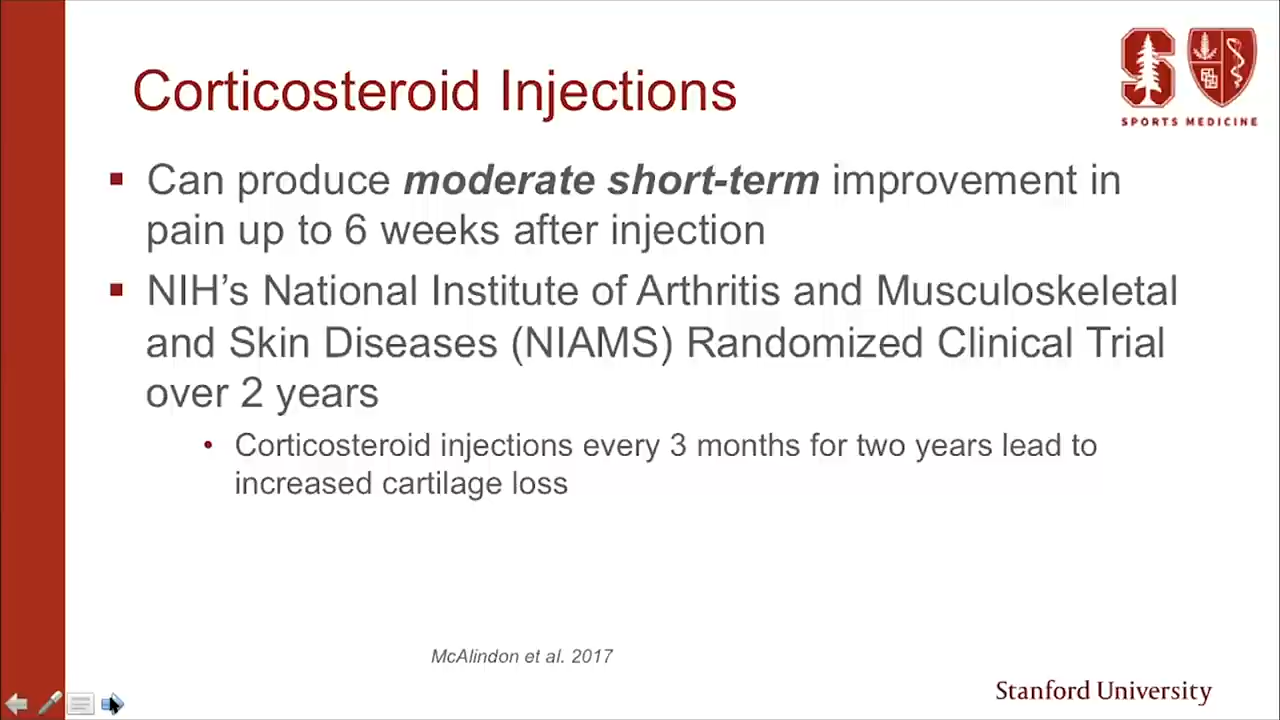 Corticosteroid Injections
S
SPORTS MEDICINE
▪ Can produce moderate short-term improvement in
pain up to 6 weeks after injection
▪ NIH’s National Institute of Arthritis and Musculoskeletal
and Skin Diseases (NIAMS) Randomized Clinical Trial
over 2 years
• Corticosteroid injections every 3 months for two years lead to
increased cartilage loss
McAlindon et al. 2017
Stanford University